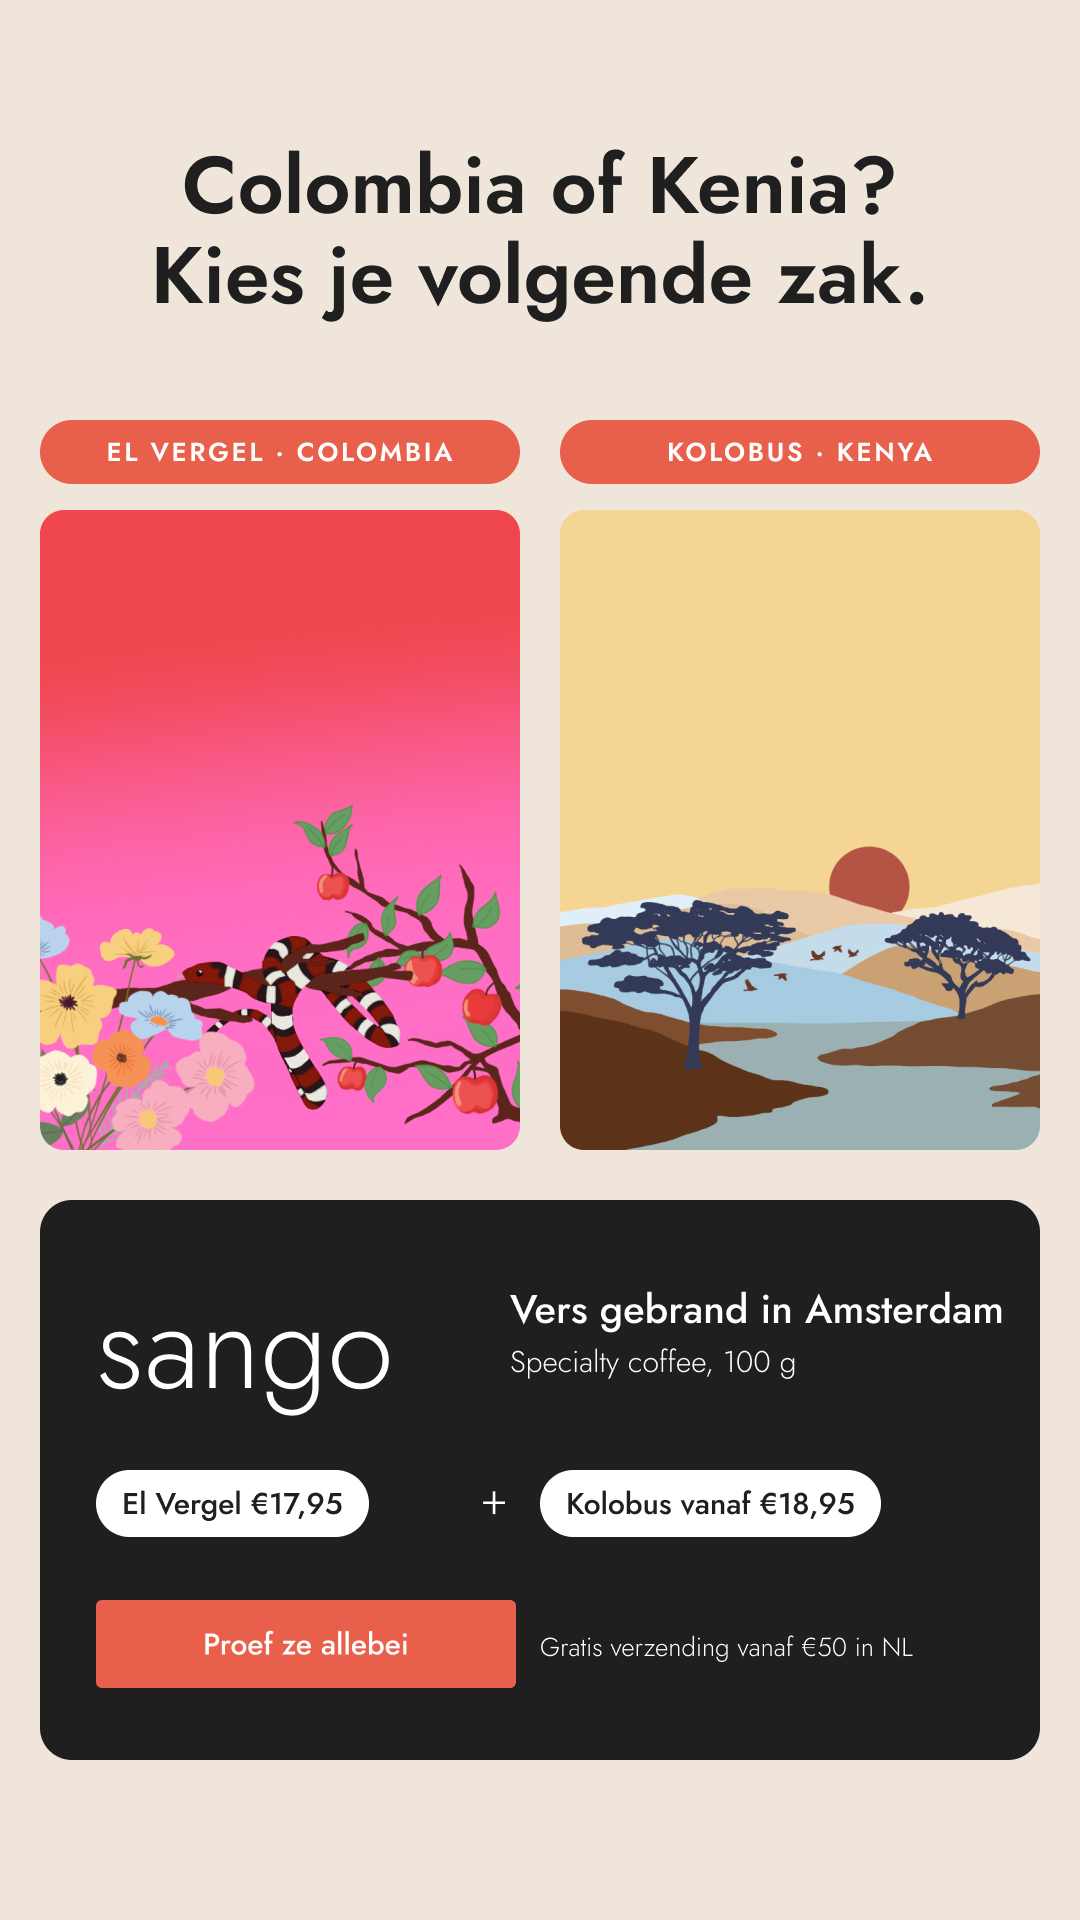 Colombia of Kenia?
Kies je volgende zak.
EL VERGEL · COLOMBIA
KOLOBUS · KENYA
sango
Vers gebrand in Amsterdam
Specialty coffee, 100 g
El Vergel €17,95
+
Kolobus vanaf €18,95
Proef ze allebei
Gratis verzending vanaf €50 in NL